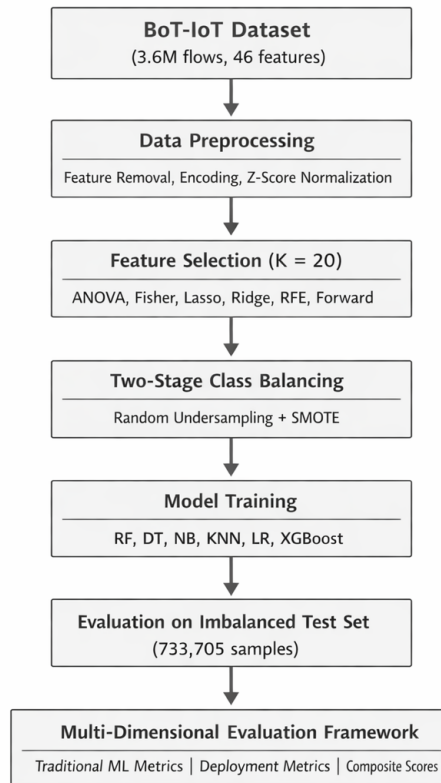 BoT-IoT Dataset
(3.6M flows, 46 features)
Data Preprocessing
Feature Removal, Encoding, Z-Score Normalization
Feature Selection (K = 20)
ANOVA, Fisher, Lasso, Ridge, RFE, Forward
Two-Stage Class Balancing
Random Undersampling + SMOTE
Model Training
RF, DT, NB, KNN, LR, XGBoost
Evaluation on Imbalanced Test Set
(733,705 samples)
Multi-Dimensional Evaluation Framework
Traditional ML Metrics | Deployment Metrics | Composite Scores